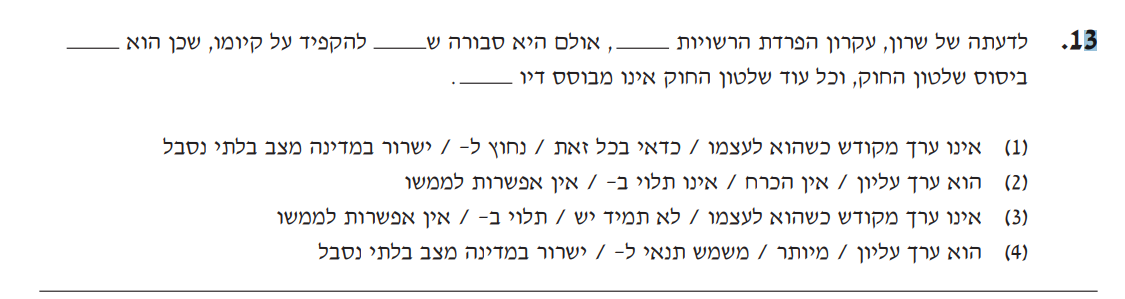 13. לדעתה של שרון, עקרון הפרדת הרשויות _____, אולם היא סבורה ש_____ להקפיד על קיומו, שכן הוא _____
ביסוס שלטון החוק, וכל עוד שלטון החוק אינו מבוסס דיו _____.
(1) אינו ערך מקודש כשהוא לעצמו / כדאי בכל זאת / נחוץ ל- / ישרור במדינה מצב בלתי נסבל
(2) הוא ערך עליון / אין הכרח / אינו תלוי ב- / אין אפשרות לממשו
(3) אינו ערך מקודש כשהוא לעצמו / לא תמיד יש / תלוי ב- / אין אפשרות לממשו
(4) הוא ערך עליון / מיותר / משמש תנאי ל- / ישרור במדינה מצב בלתי נסבל